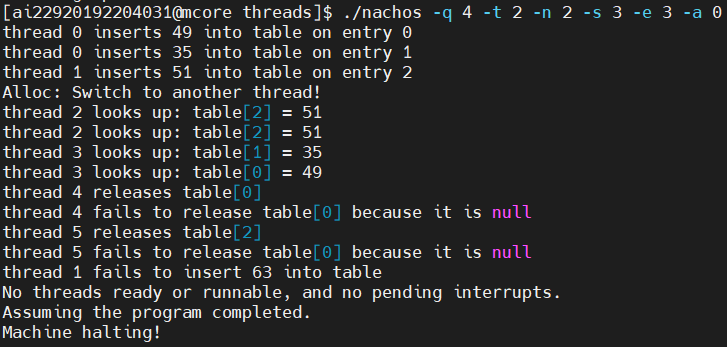 [ai22920192204031@mcore threads]$ ./nachos -q 4 -t 2 -n 2 -s 3 -e 3 -a 0
thread 0 inserts 49 into table on entry 0
thread 0 inserts 35 into table on entry 1
thread 1 inserts 51 into table on entry 2
Alloc: Switch to another thread!
thread 2 looks up: table[2] = 51
thread 2 looks up: table[2] = 51
thread 3 looks up: table[1] = 35
thread 3 looks up: table[0] = 49
thread 4 releases table[0]
thread 4 fails to release table[0] because it is null
thread 5 releases table[2]
thread 5 fails to release table[0] because it is null
thread 1 fails to insert 63 into table
No threads ready or runnable, and no pending interrupts.
Assuming the program completed.
Machine halting!